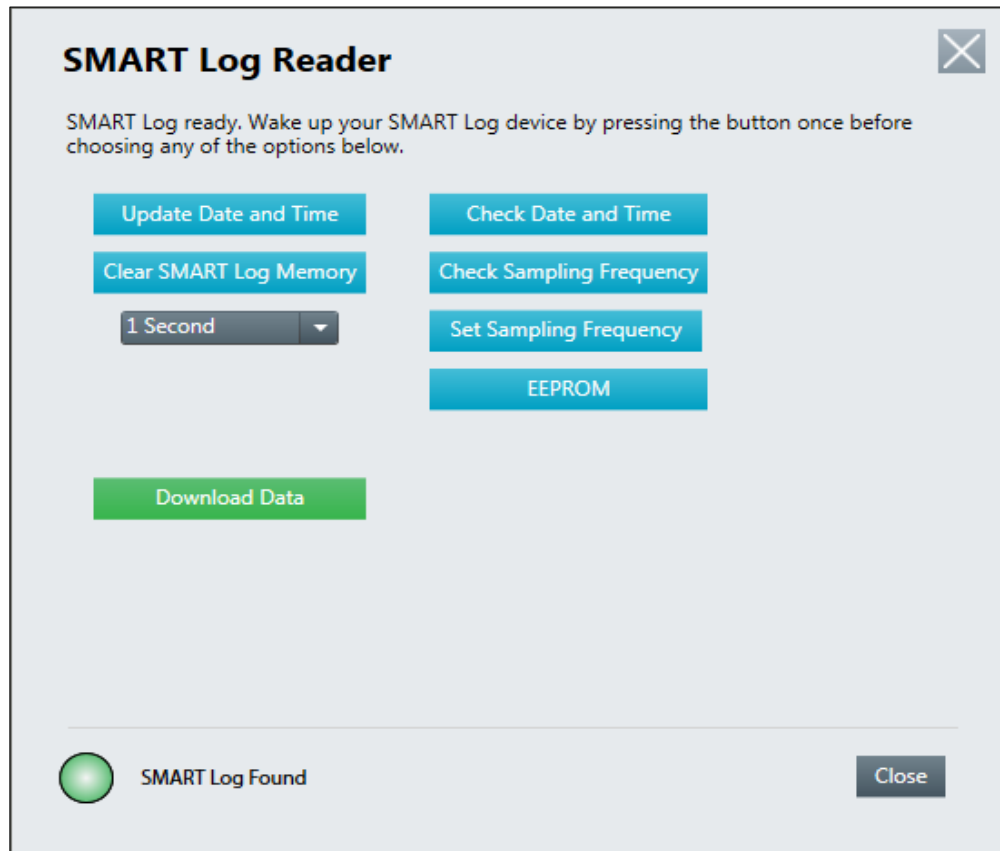 SMART Log Reader
SMART Log ready. Wake up your SMART Log device by pressing the button once before
choosing any of the options below.
Update Date and Time
Check Date and Time
Clear SMART Log Memory
Check Sampling Frequency
1 Second
Set Sampling Frequency
EEPROM
Download Data
SMART Log Found
Close